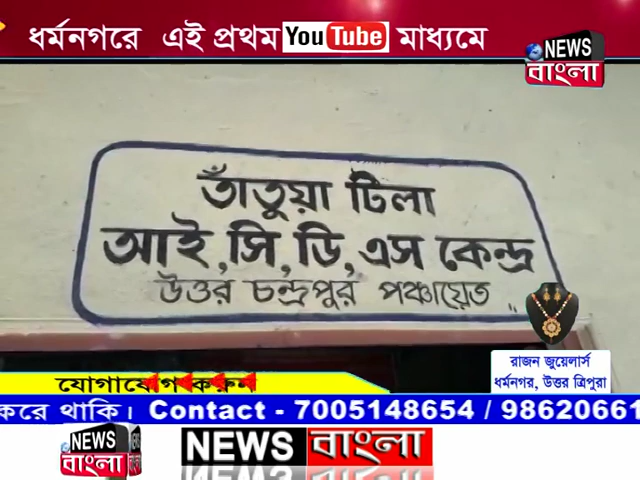 ধর্মনগরে এই প্রথম YouTube মাধ্যমে
NEWS
বাংলা
তাঁতুয়া টিলা
আই,সি,ডি,এস কেন্দ্র
উত্তর চন্দ্রপুর পঞ্চায়েত
রাজন জুয়েলার্স
ধর্মনগর, উত্তর ত্রিপুরা
যোগাযোগ করুন
করে থাকি। Contact - 7005148654 / 98620661
NEWS
বাংলা
NEWS বাংলা